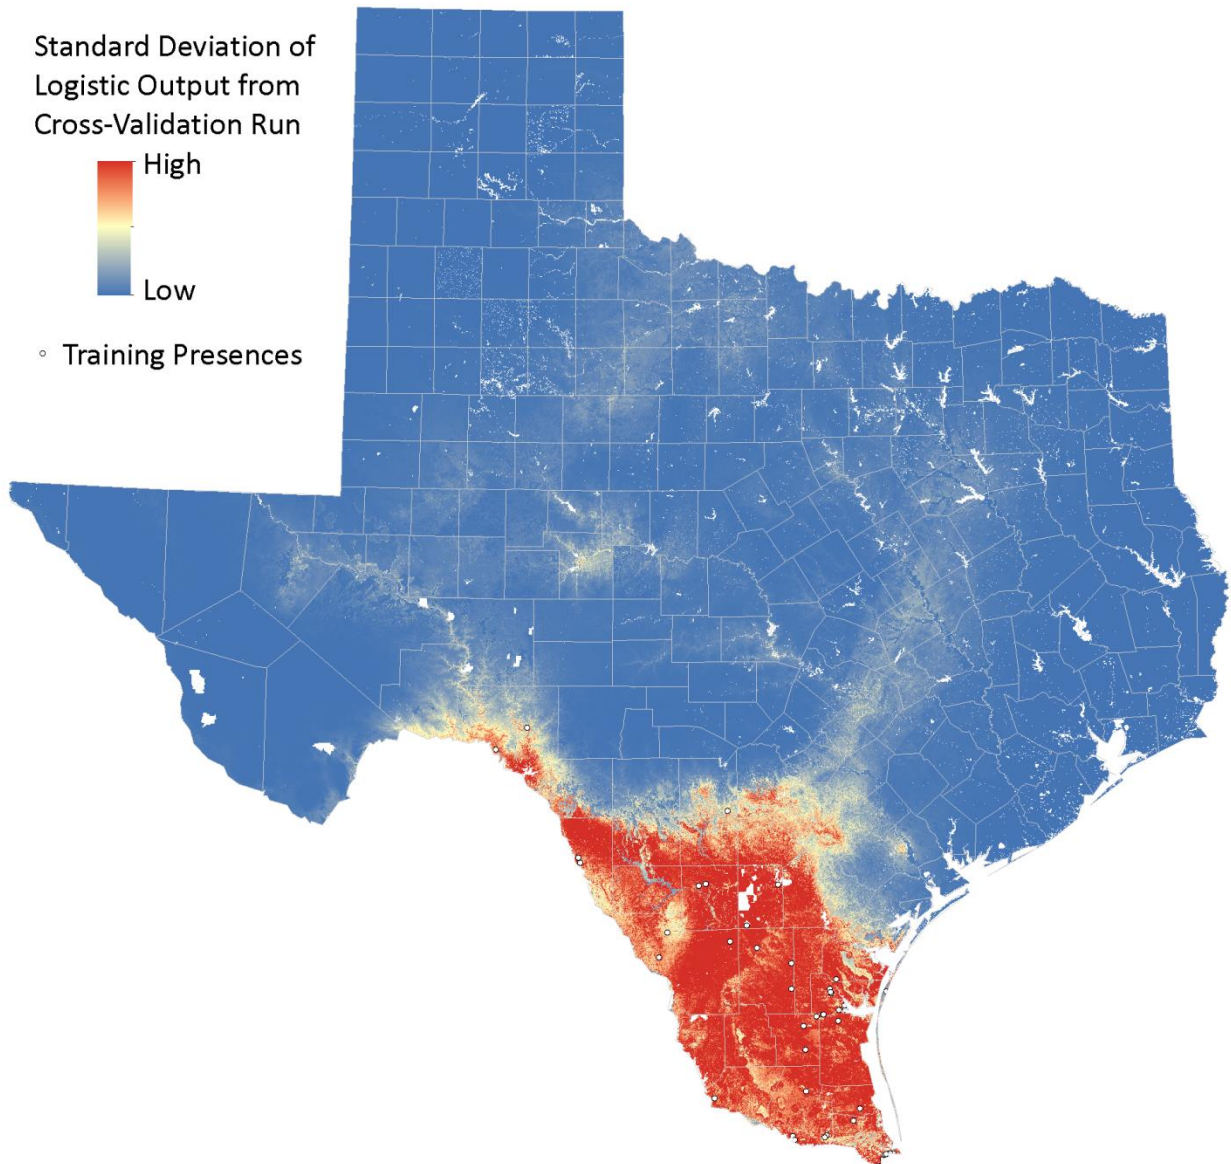 Standard Deviation of
Logistic Output from
Cross-Validation Run
High
Low
Training Presences